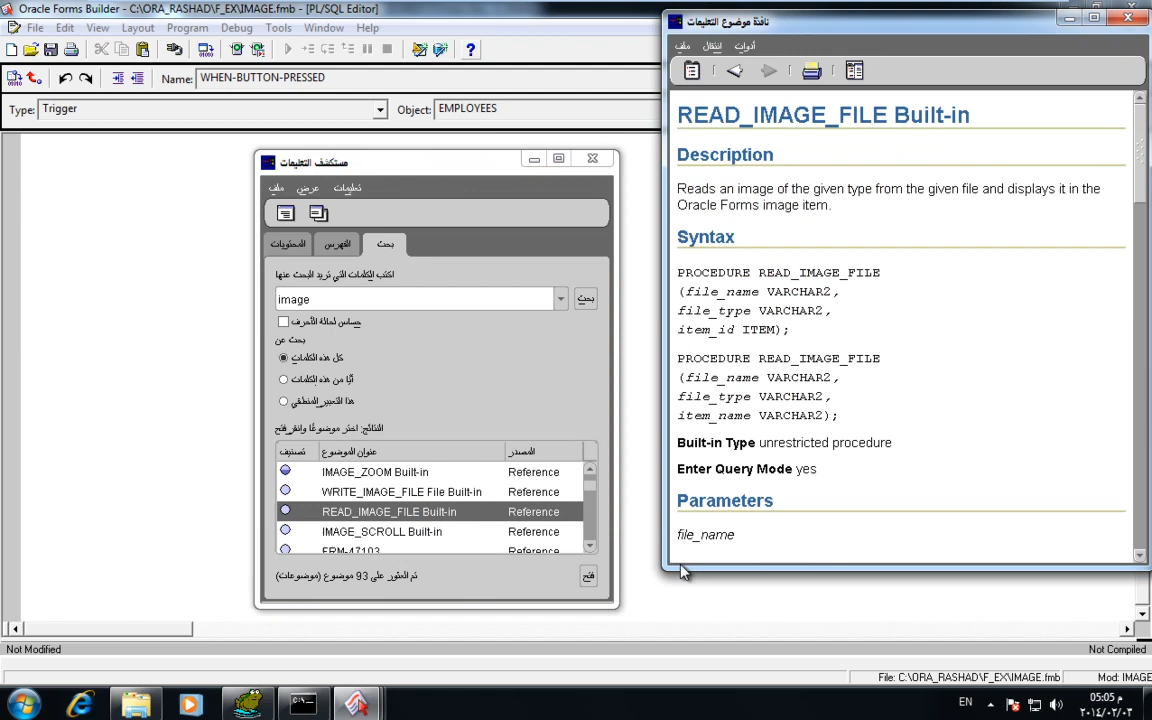 Oracle Forms Builder - C:\ORA_RASHAD\F_EX\IMAGE.fmb - [PL/SQL Editor]
File Edit View Layout Program Debug Tools Window Help
Name: WHEN-BUTTON-PRESSED
Type: Trigger Object: EMPLOYEES
مستكشف التعليمات
ملف عرض تعليمات
المحتويات الفهرس بحث
اكتب الكلمات التي تريد البحث عنها
image بحث
حساس لحالة الأحرف
بحث عن
كل هذه الكلمات
أيًا من هذه الكلمات
هذا التعبير المنطقي
النتائج: اختر موضوعًا وانقر فتح
تصنيف عنوان الموضوع المصدر
IMAGE_ZOOM Built-in Reference
WRITE_IMAGE_FILE File Built-in Reference
READ_IMAGE_FILE Built-in Reference
IMAGE_SCROLL Built-in Reference
FRM-47103 Reference
تم العثور على 93 موضوع (موضوعات) فتح
نافذة موضوع التعليمات
ملف انتقال أدوات
READ_IMAGE_FILE Built-in
Description
Reads an image of the given type from the given file and displays it in the
Oracle Forms image item.
Syntax
PROCEDURE READ_IMAGE_FILE
(file_name VARCHAR2,
file_type VARCHAR2,
item_id ITEM);
PROCEDURE READ_IMAGE_FILE
(file_name VARCHAR2,
file_type VARCHAR2,
item_name VARCHAR2);
Built-in Type unrestricted procedure
Enter Query Mode yes
Parameters
file_name
Not Modified Not Compiled
File: C:\ORA_RASHAD\F_EX\IMAGE.fmb Mod: IMAGE
EN
05:05 م
٢٠١٤/٠٢/٠٣